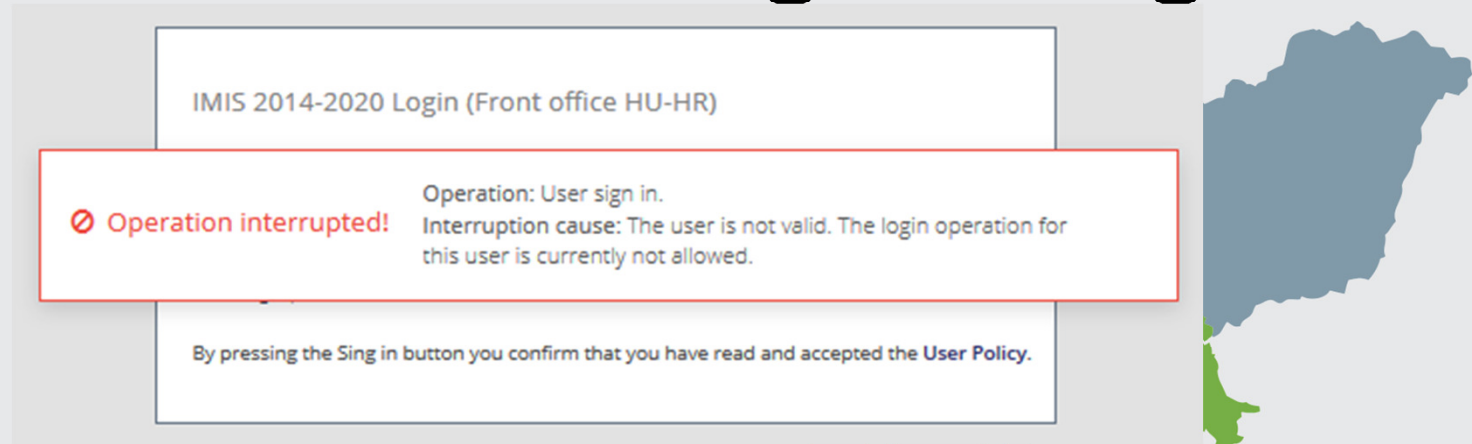 IMIS 2014-2020 Login (Front office HU-HR)
Operation interrupted!
Operation: User sign in.
Interruption cause: The user is not valid. The login operation for
this user is currently not allowed.
By pressing the Sing in button you confirm that you have read and accepted the User Policy.